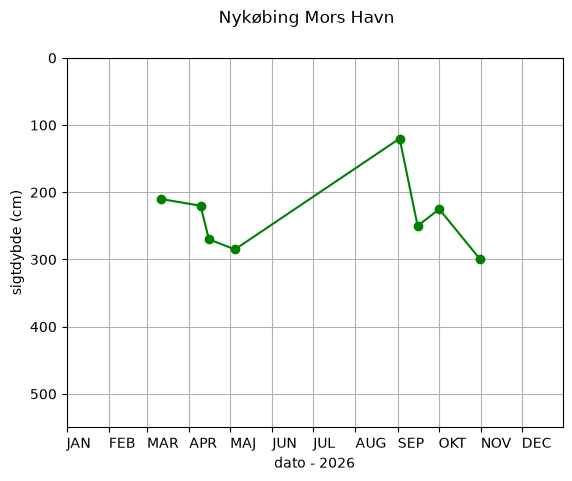 Nykøbing Mors Havn
0
100
200
300
400
500
sigtdybde (cm)
JAN FEB MAR APR MAJ JUN JUL AUG SEP OKT NOV DEC
dato - 2026